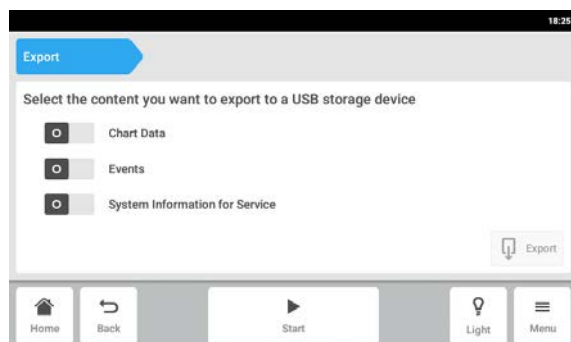 18:25
Export
Select the content you want to export to a USB storage device
O Chart Data
O Events
O System Information for Service
Export
Home Back Start Light Menu